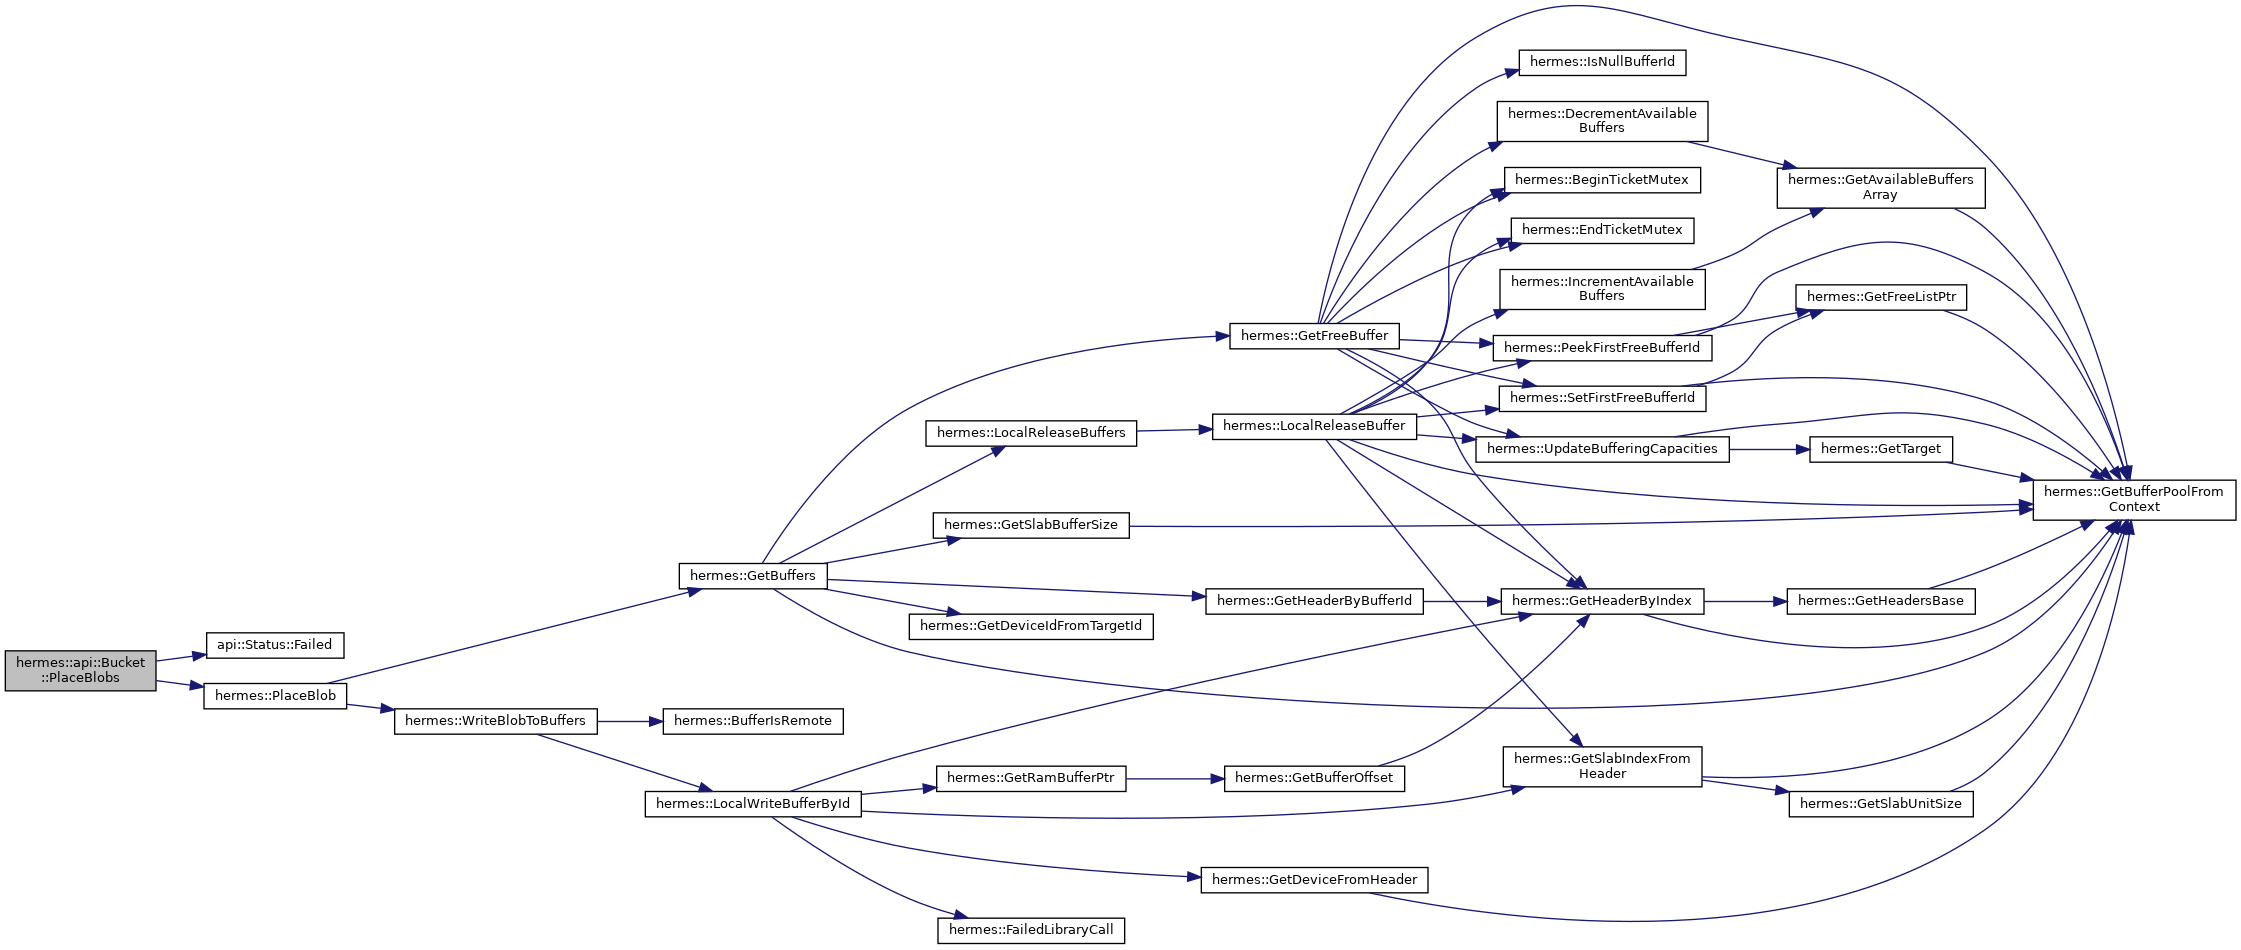 hermes::api::Bucket
::PlaceBlobs
api::Status::Failed
hermes::PlaceBlob
hermes::WriteBlobToBuffers
hermes::GetBuffers
hermes::BufferIsRemote
hermes::LocalWriteBufferById
hermes::LocalReleaseBuffers
hermes::GetSlabBufferSize
hermes::GetDeviceIdFromTargetId
hermes::GetRamBufferPtr
hermes::FailedLibraryCall
hermes::GetFreeBuffer
hermes::LocalReleaseBuffer
hermes::GetHeaderByBufferId
hermes::GetBufferOffset
hermes::GetDeviceFromHeader
hermes::IsNullBufferId
hermes::DecrementAvailable
Buffers
hermes::BeginTicketMutex
hermes::EndTicketMutex
hermes::IncrementAvailable
Buffers
hermes::PeekFirstFreeBufferId
hermes::SetFirstFreeBufferId
hermes::UpdateBufferingCapacities
hermes::GetHeaderByIndex
hermes::GetSlabIndexFrom
Header
hermes::GetAvailableBuffers
Array
hermes::GetFreeListPtr
hermes::GetTarget
hermes::GetHeadersBase
hermes::GetSlabUnitSize
hermes::GetBufferPoolFrom
Context